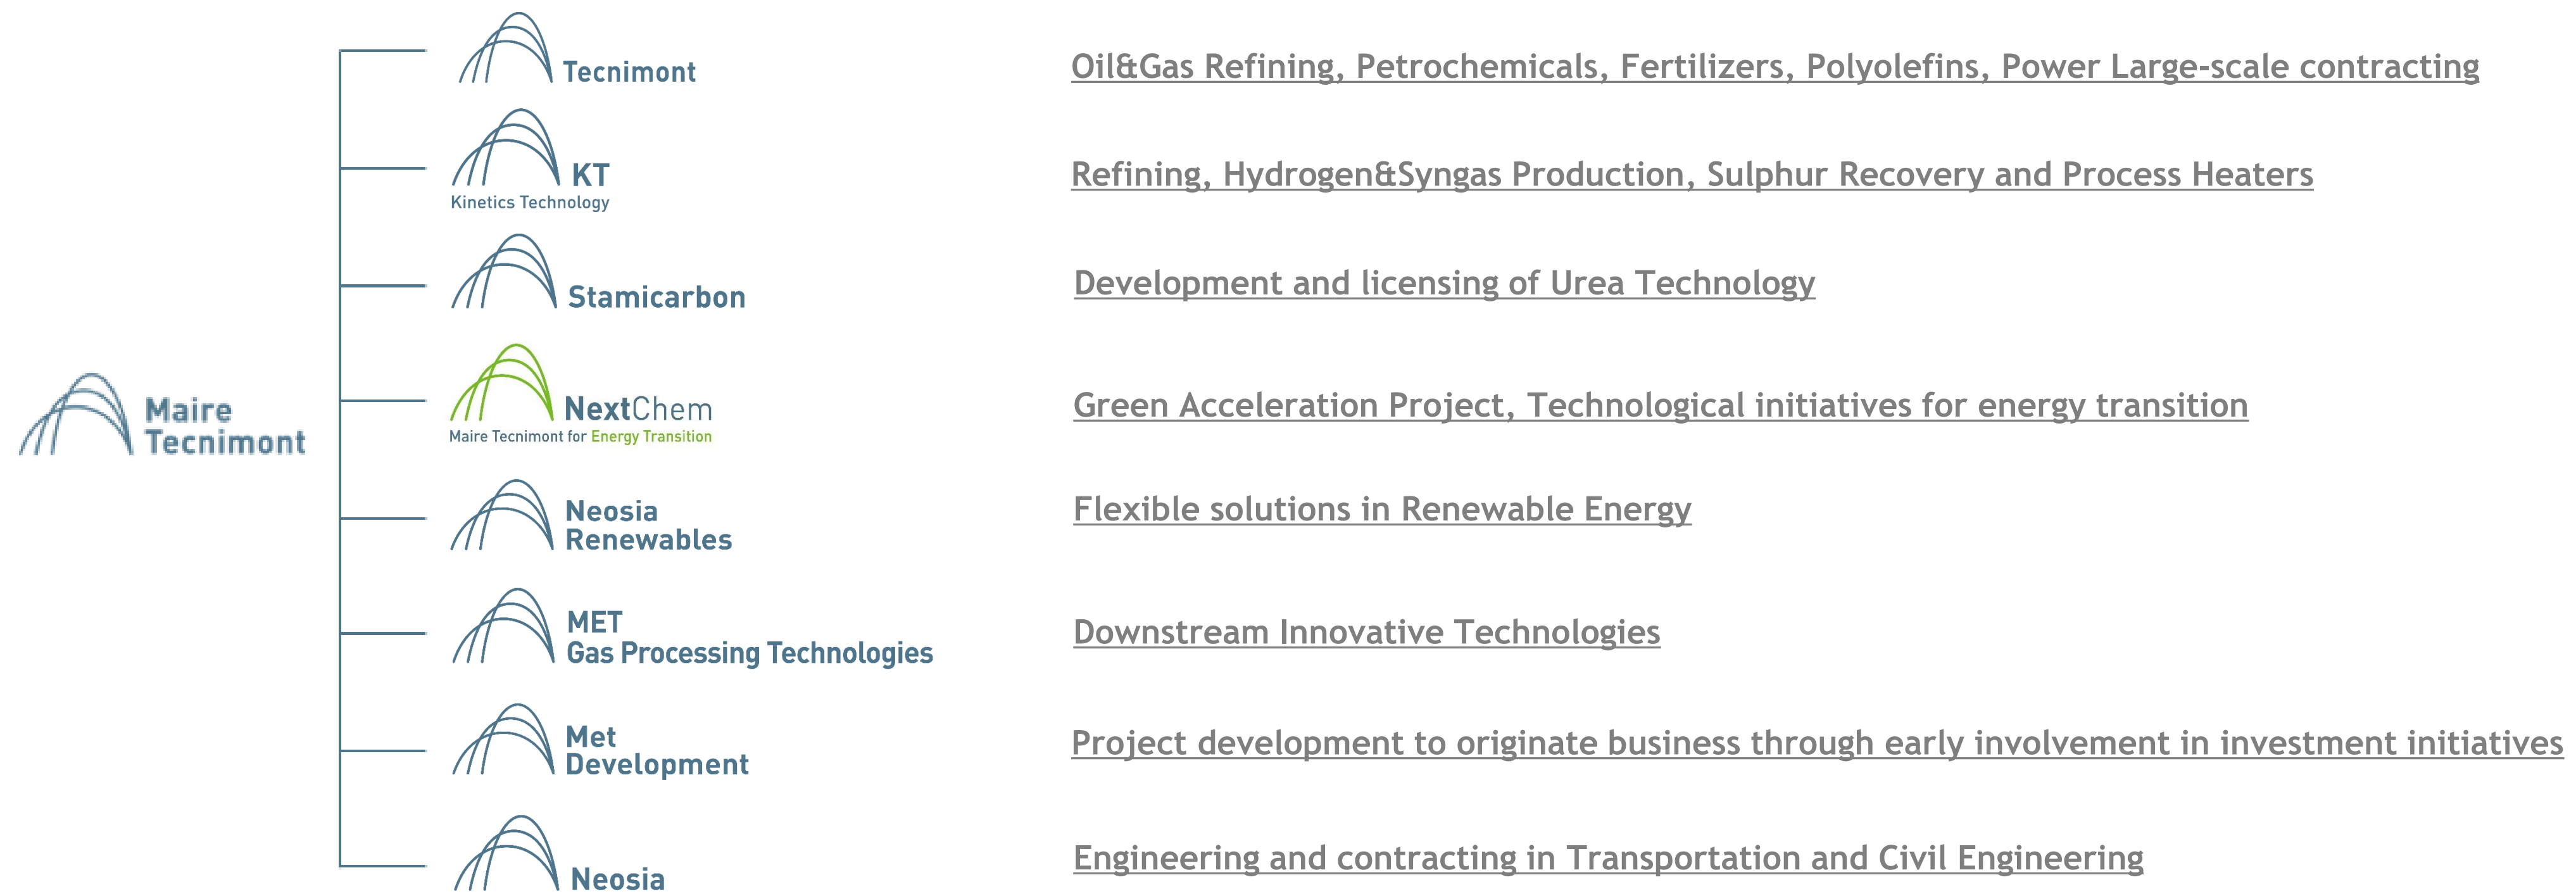 Tecnimont
Oil&Gas Refining, Petrochemicals, Fertilizers, Polyolefins, Power Large-scale contracting
KT
Kinetics Technology
Refining, Hydrogen&Syngas Production, Sulphur Recovery and Process Heaters
Stamicarbon
Development and licensing of Urea Technology
Maire
Tecnimont
NextChem
Maire Tecnimont for Energy Transition
Green Acceleration Project, Technological initiatives for energy transition
Neosia
Renewables
Flexible solutions in Renewable Energy
MET
Gas Processing Technologies
Downstream Innovative Technologies
Met
Development
Project development to originate business through early involvement in investment initiatives
Neosia
Engineering and contracting in Transportation and Civil Engineering